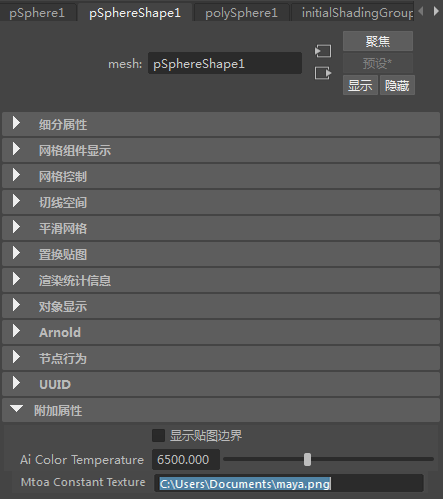 pSphere1 pSphereShape1 polySphere1 initialShadingGroup
聚焦
mesh: pSphereShape1
预设*
显示 隐藏
细分属性
网格组件显示
网格控制
切线空间
平滑网格
置换贴图
渲染统计信息
对象显示
Arnold
节点行为
UUID
附加属性
显示贴图边界
Ai Color Temperature 6500.000
Mtoa Constant Texture C:\Users\Documents\maya.png